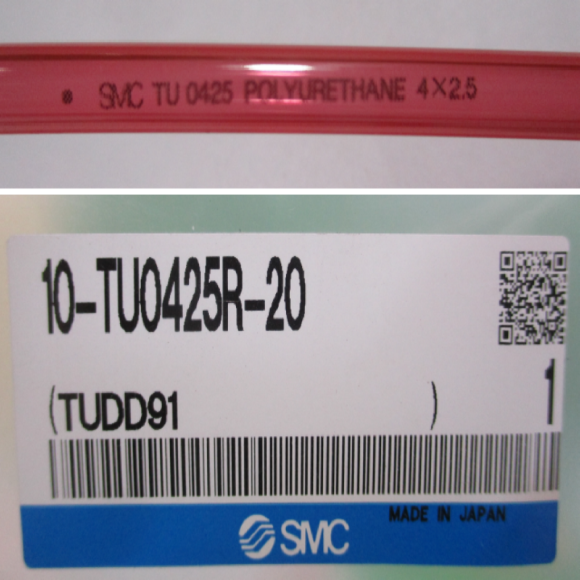 SMC TU 0425 POLYURETHANE 4×2.5
10-TU0425R-20
(TUDD91 ) 1
MADE IN JAPAN
SMC